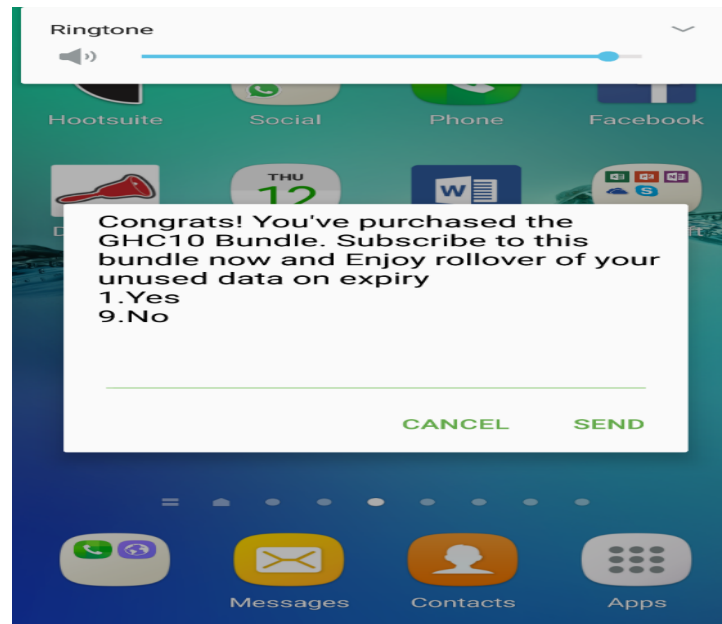 Ringtone
Hootsuite Social Phone Facebook
THU
12
W
Congrats! You've purchased the
GHC10 Bundle. Subscribe to this
bundle now and Enjoy rollover of your
unused data on expiry
1.Yes
9.No
CANCEL SEND
Messages Contacts Apps